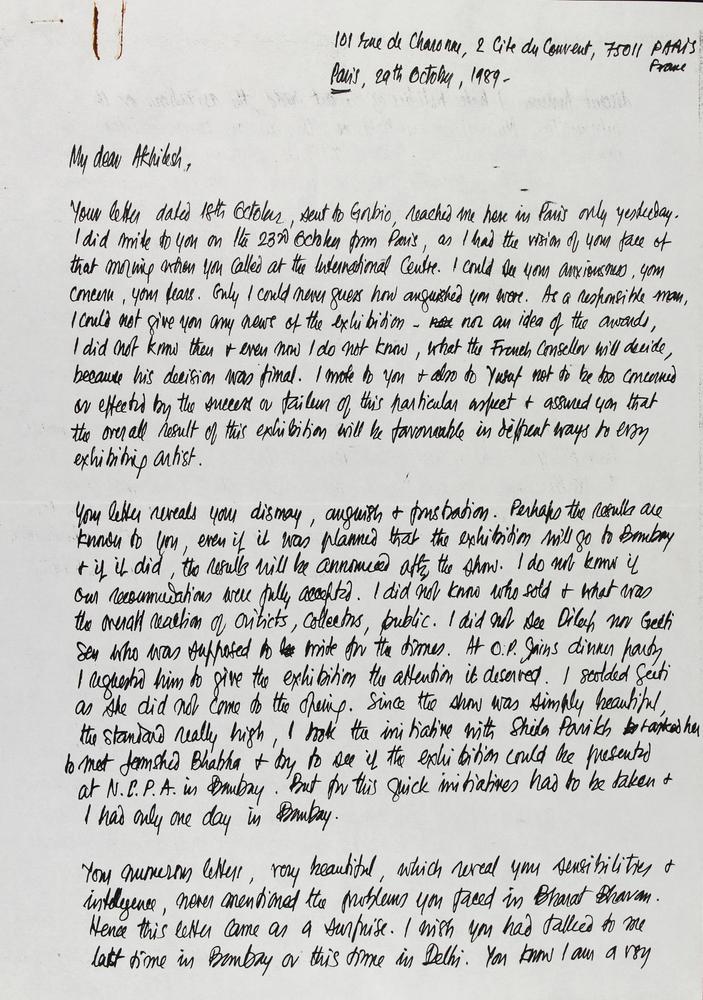 101 rue de Charonne, 2 Cite du Couvent, 75011 PARIS
France
Paris, 29th October, 1989-
My dear Akhilesh,
Your letter dated 18th October, sent to Gorbio, reached me here in Paris only yesterday.
I did write to you on the 23rd October from Paris, as I had the vision of your face of
that morning when you called at the International Centre. I could see your anxiousness, your
concern, your fears. Only I could never guess how anguished you were. As a responsible man,
I could not give you any news of the exhibition - nor an idea of the awards,
I did not know then + even now I do not know, what the French Consellor will decide,
because his decision was final. I wrote to you + also to Yusuf not to be too concerned
or effected by the success or failure of this particular aspect + assured you that
the overall result of this exhibition will be favourable in different ways to every
exhibiting artist.
Your letter reveals your dismay, anguish + frustration. Perhaps the results are
known to you, even if it was planned that the exhibition will go to Bombay
+ if it did, the results will be announced after the show. I do not know if
our recommendations were fully accepted. I did not know who sold + what was
the overall reaction of criticts, collectors, public. I did not see Dileep nor Geeti
Sen who was supposed to write for the times. At O.P. Jains dinner party
I requested him to give the exhibition the attention it deserved. I scolded Geeti
as she did not come to the opening. Since the show was simply beautiful,
the standard really high, I took the initiative with Sheila Parikh + asked her
to meet Jamshed Bhabha + try to see if the exhibition could be presented
at N.C.P.A. in Bombay. But for this quick initiatives had to be taken +
I had only one day in Bombay.
Your numerous letters, very beautiful, which reveal your sensibilities +
intelligence, never mentioned the problems you faced in Bharat Bhavan.
Hence this letter came as a surprise. I wish you had talked to me
last time in Bombay or this time in Delhi. You know I am a very